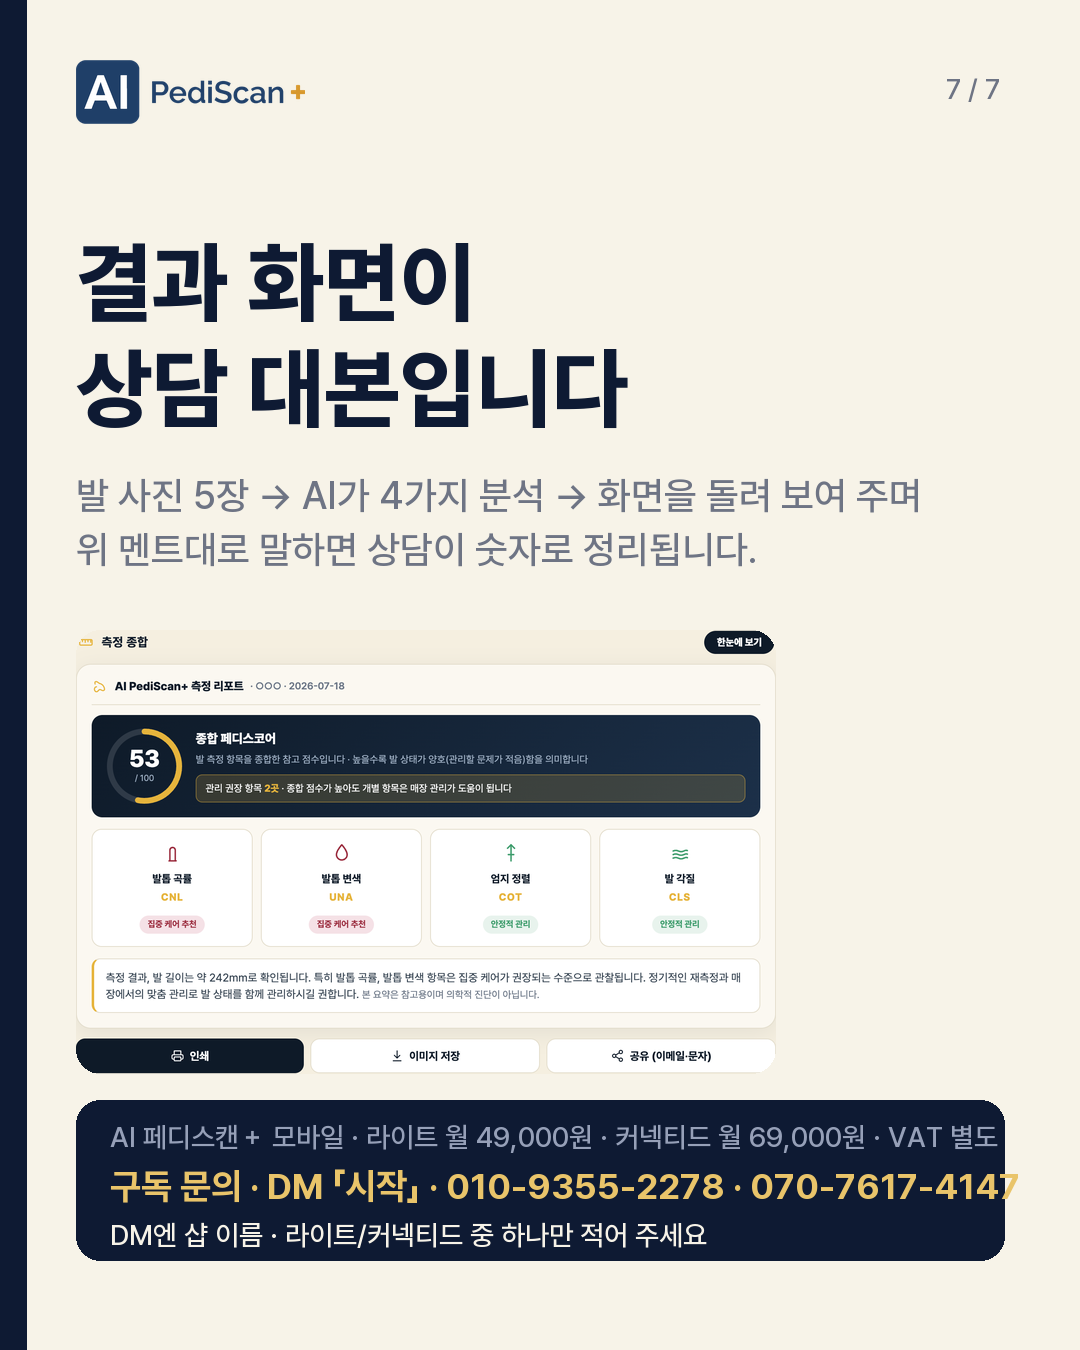 AI PediScan+
7 / 7
결과 화면이
상담 대본입니다
발 사진 5장 → AI가 4가지 분석 → 화면을 돌려 보여 주며
위 멘트대로 말하면 상담이 숫자로 정리됩니다.
측정 종합
한눈에 보기
AI PediScan+ 측정 리포트 · ○○○ · 2026-07-18
53
/ 100
종합 페디스코어
발 측정 항목을 종합한 참고 점수입니다 · 높을수록 발 상태가 양호(관리할 문제가 적음)함을 의미합니다
관리 권장 항목 2곳 · 종합 점수가 높아도 개별 항목은 매장 관리가 도움이 됩니다
발톱 곡률
CNL
집중 케어 추천
발톱 변색
UNA
집중 케어 추천
엄지 정렬
COT
안정적 관리
발 각질
CLS
안정적 관리
측정 결과, 발 길이는 약 242mm로 확인됩니다. 특히 발톱 곡률, 발톱 변색 항목은 집중 케어가 권장되는 수준으로 관찰됩니다. 정기적인 재측정과 매
장에서의 맞춤 관리로 발 상태를 함께 관리하시길 권합니다. 본 요약은 참고용이며 의학적 진단이 아닙니다.
인쇄
이미지 저장
공유 (이메일·문자)
AI 페디스캔+ 모바일 · 라이트 월 49,000원 · 커넥티드 월 69,000원 · VAT 별도
구독 문의 · DM 「시작」 · 010-9355-2278 · 070-7617-4147
DM엔 샵 이름 · 라이트/커넥티드 중 하나만 적어 주세요